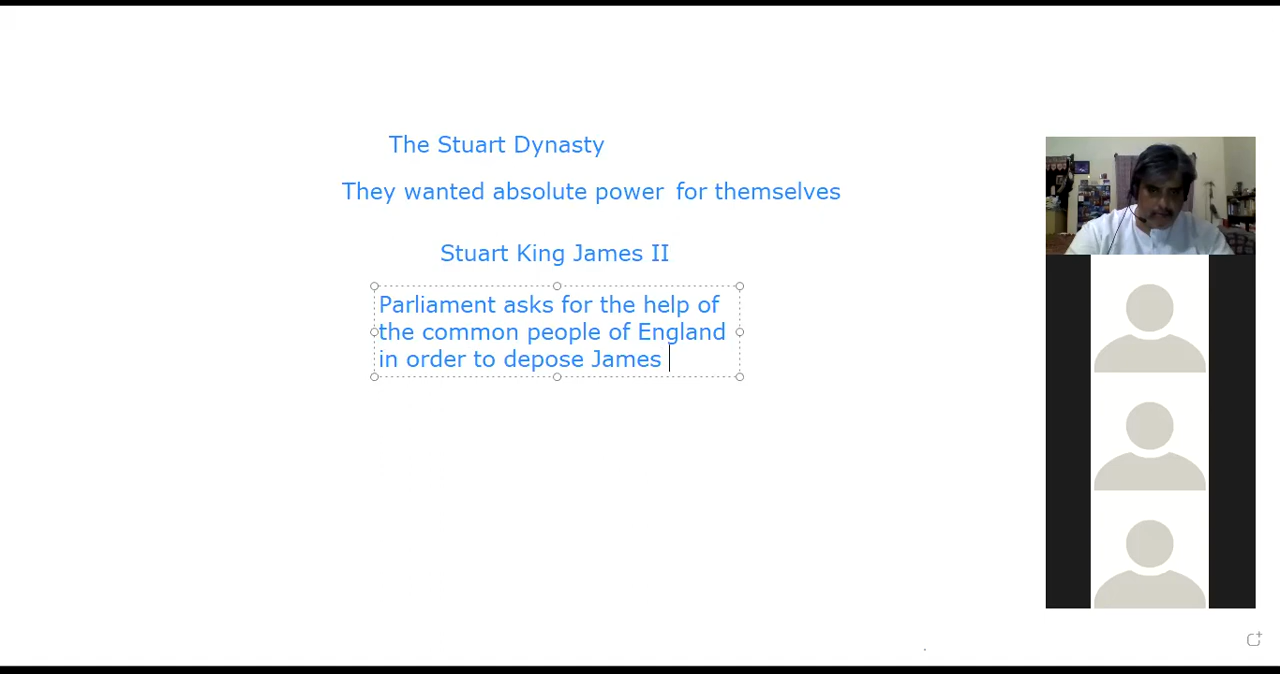 The Stuart Dynasty
They wanted absolute power for themselves
Stuart King James II
Parliament asks for the help of
the common people of England
in order to depose James